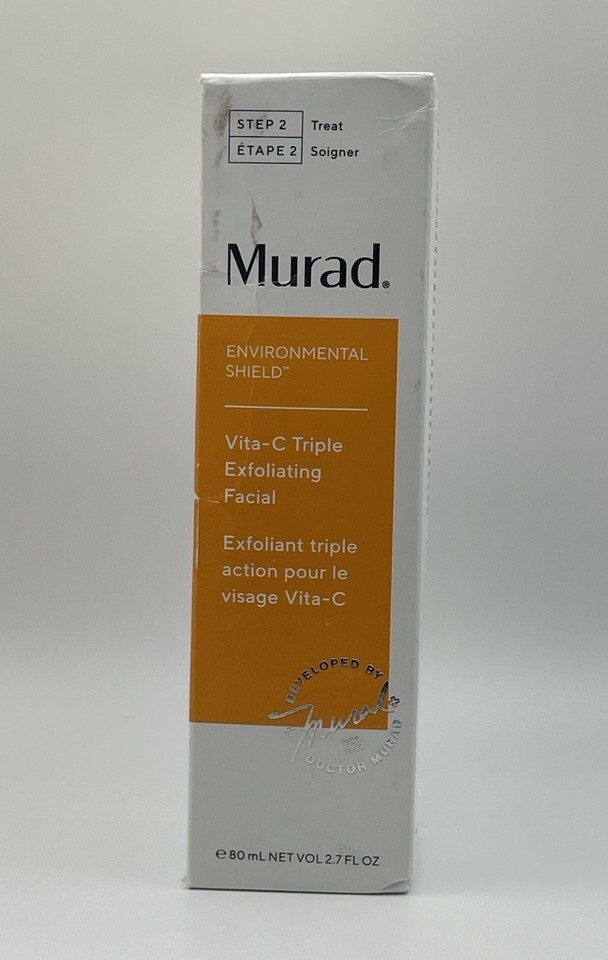 STEP 2 Treat
ÉTAPE 2 Soigner
Murad®
ENVIRONMENTAL
SHIELD™
Vita-C Triple
Exfoliating
Facial
Exfoliant triple
action pour le
visage Vita-C
DEVELOPED BY
Murad
DOCTOR MURAD
℮ 80 mL NET VOL 2.7 FL OZ